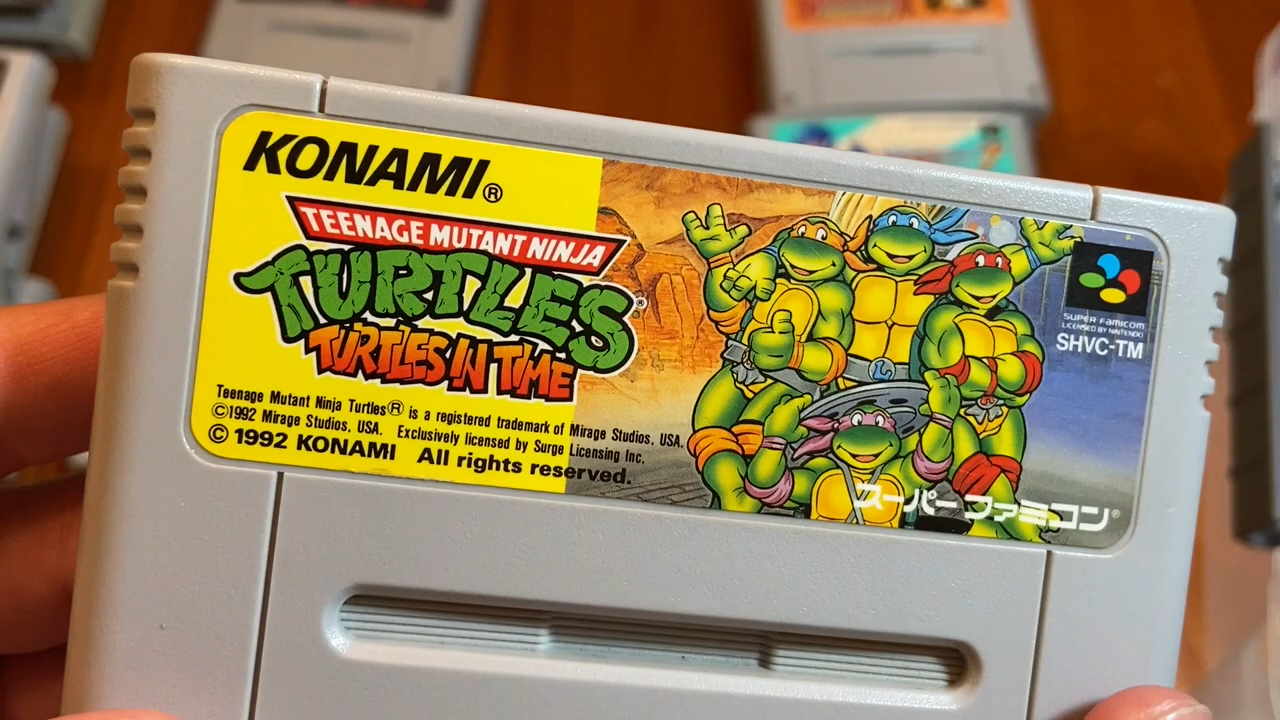 KONAMI®
TEENAGE MUTANT NINJA
TURTLES®
TURTLES IN TIME
Teenage Mutant Ninja Turtles® is a registered trademark of Mirage Studios, USA.
©1992 Mirage Studios, USA. Exclusively licensed by Surge Licensing Inc.
© 1992 KONAMI All rights reserved.
SUPER FAMICOM
LICENSED BY NINTENDO
SHVC-TM
スーパーファミコン®